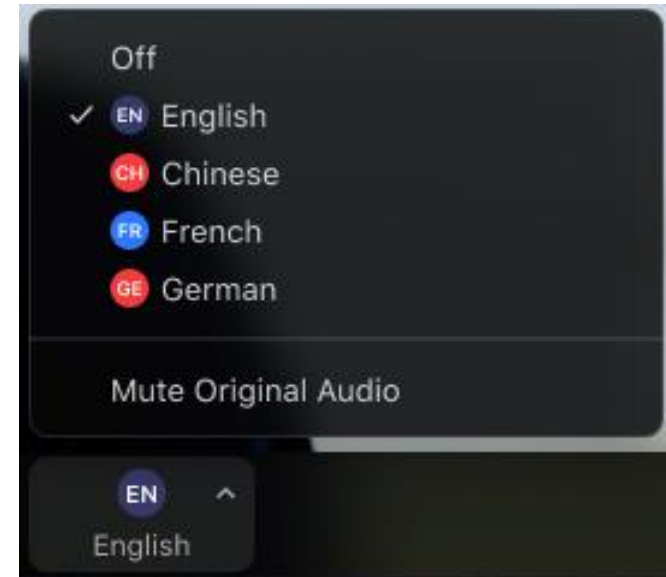 Off
EN English
CH Chinese
FR French
GE German
Mute Original Audio
EN
English